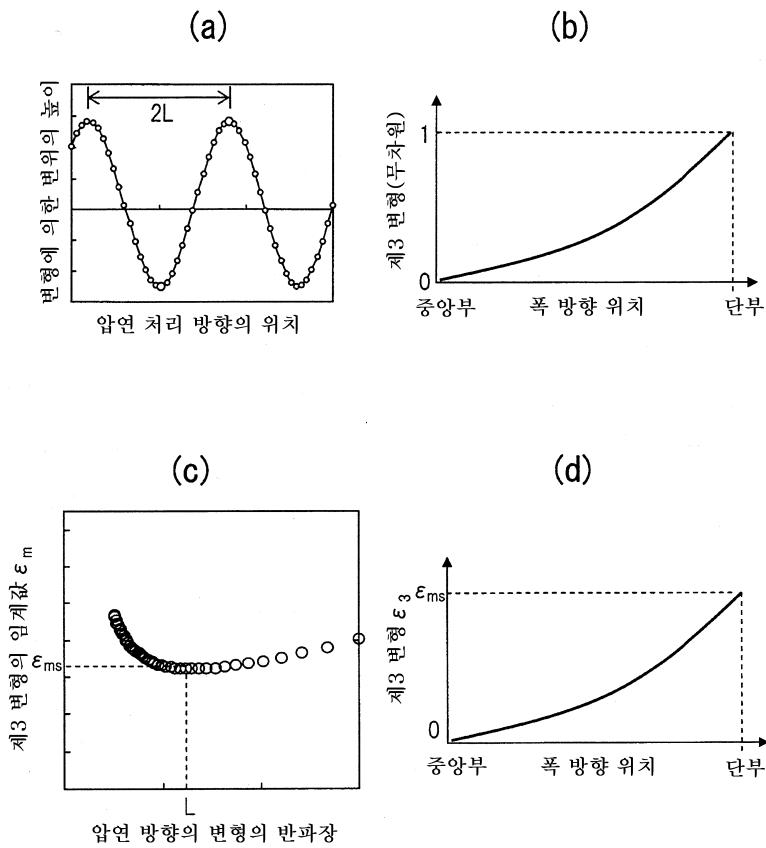 (a)
변형에 의한 변위의 높이
2L
압연 처리 방향의 위치
(b)
제3 변형(무차원)
1
0
중앙부
폭 방향 위치
단부
(c)
제3 변형의 임계값 εm
εms
L
압연 방향의 변형의 반파장
(d)
제3 변형 ε3
εms
0
중앙부
폭 방향 위치
단부